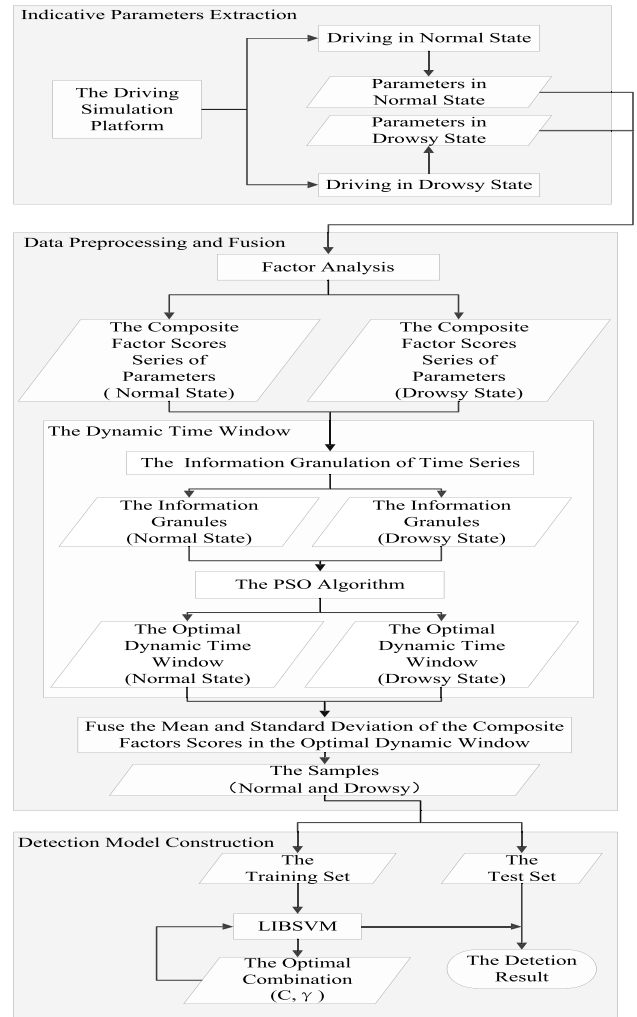 Indicative Parameters Extraction
Driving in Normal State
The Driving
Simulation
Platform
Parameters in
Normal State
Parameters in
Drowsy State
Driving in Drowsy State
Data Preprocessing and Fusion
Factor Analysis
The Composite
Factor Scores
Series of
Parameters
( Normal State)
The Composite
Factor Scores
Series of
Parameters
(Drowsy State)
The Dynamic Time Window
The Information Granulation of Time Series
The Information
Granules
(Normal State)
The Information
Granules
(Drowsy State)
The PSO Algorithm
The Optimal
Dynamic Time
Window
(Normal State)
The Optimal
Dynamic Time
Window
(Drowsy State)
Fuse the Mean and Standard Deviation of the Composite
Factors Scores in the Optimal Dynamic Window
The Samples
(Normal and Drowsy)
Detection Model Construction
The
Training Set
The
Test Set
LIBSVM
The Optimal
Combination
(C, γ )
The Detetion
Result